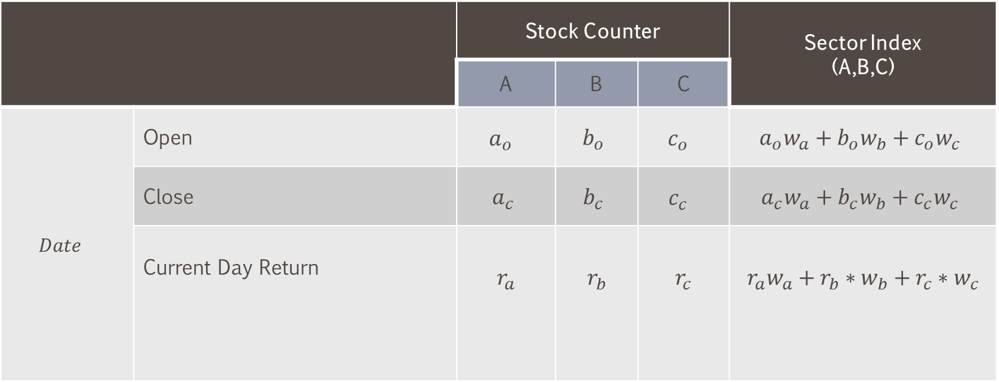 Stock Counter
Sector Index
(A,B,C)
A B C
Open a_o b_o c_o a_o w_a + b_o w_b + c_o w_c
Close a_c b_c c_c a_c w_a + b_c w_b + c_c w_c
Date
Current Day Return r_a r_b r_c r_a w_a + r_b * w_b + r_c * w_c